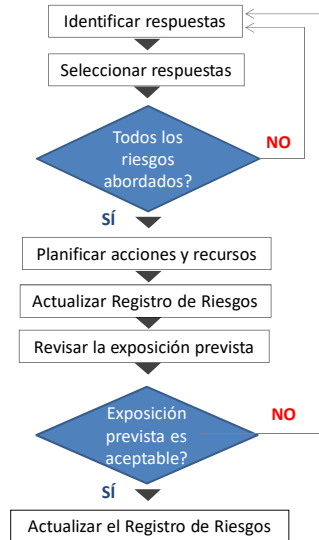 Identificar respuestas
Seleccionar respuestas
Todos los
riesgos
abordados?
NO
SÍ
Planificar acciones y recursos
Actualizar Registro de Riesgos
Revisar la exposición prevista
Exposición
prevista es
aceptable?
NO
SÍ
Actualizar el Registro de Riesgos